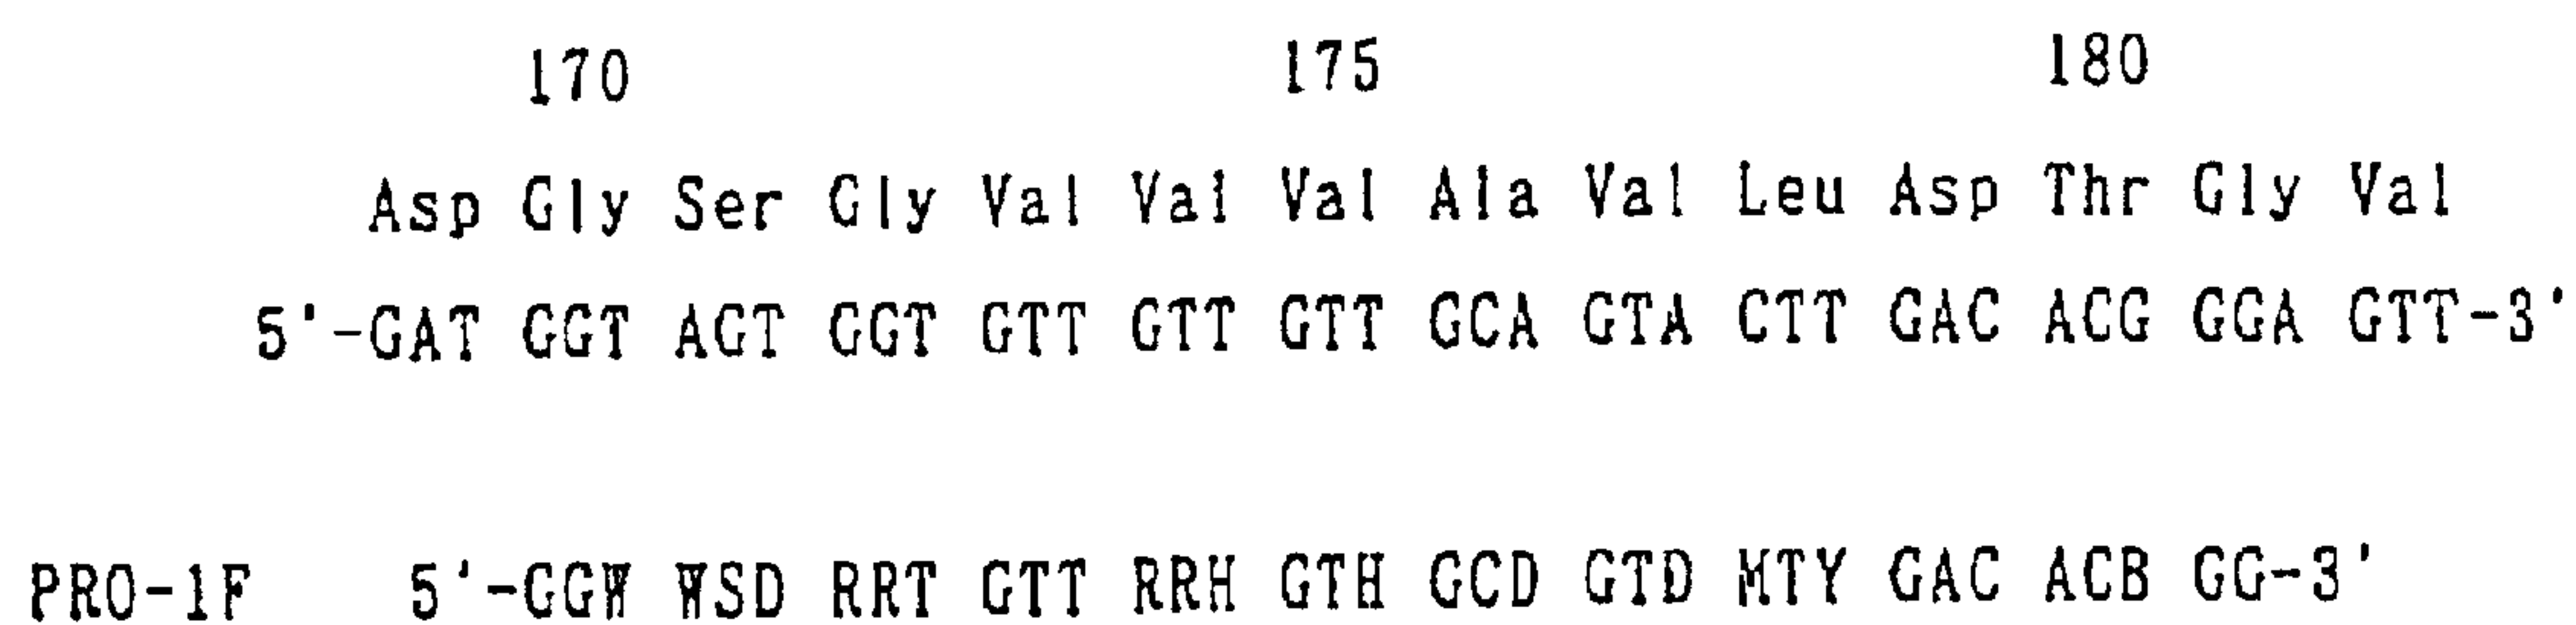 170 175 180
Asp Gly Ser Gly Val Val Val Ala Val Leu Asp Thr Gly Val
5'-GAT GGT AGT GGT GTT GTT GTT GCA GTA CTT GAC ACG GGA GTT-3'
PRO-1F 5'-GGW WSD RRT GTT RRH GTH GCD GTD MTY GAC ACB GG-3'